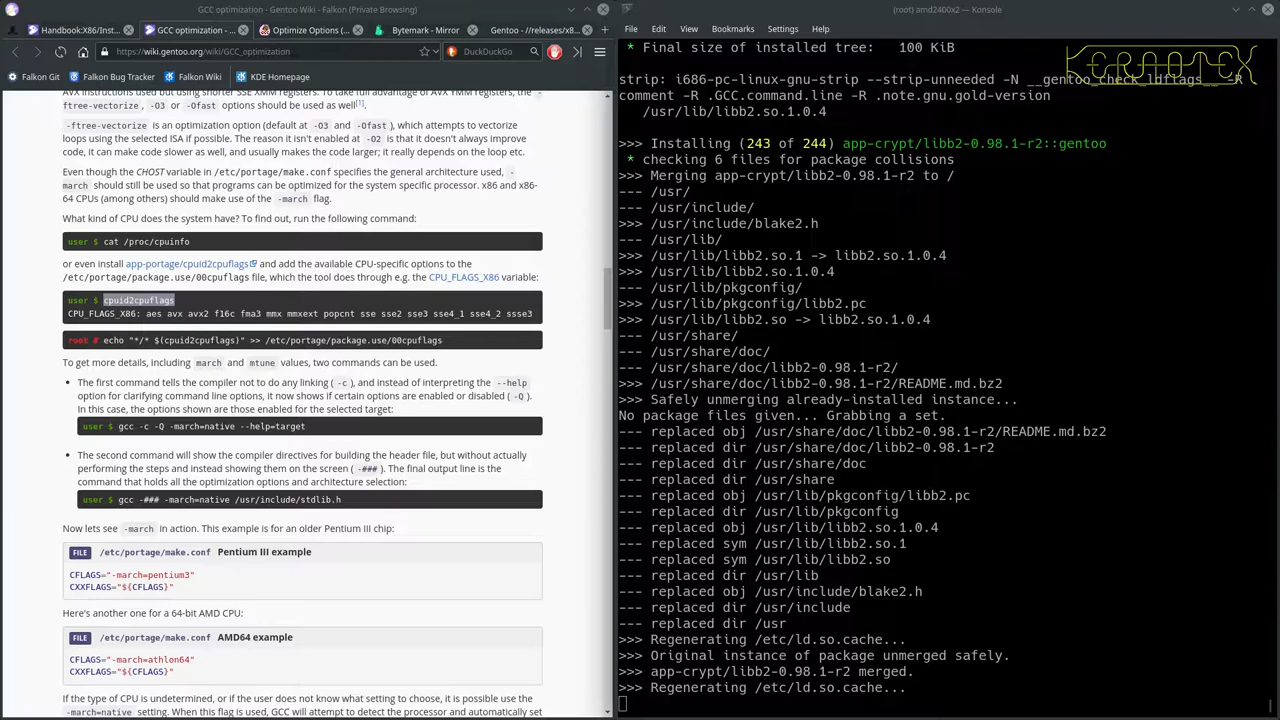 GCC optimization - Gentoo Wiki - Falkon (Private Browsing)
Handbook:X86/Inst...
GCC optimization - ...
Optimize Options (...
Bytemark - Mirror
Gentoo - //releases/x8...
https://wiki.gentoo.org/wiki/GCC_optimization
DuckDuckGo
Falkon Git
Falkon Bug Tracker
Falkon Wiki
KDE Homepage
AVX instructions used but using shorter SSE XMM registers. To take full advantage of AVX YMM registers, the -
ftree-vectorize, -O3 or -Ofast options should be used as well[1].
-ftree-vectorize is an optimization option (default at -O3 and -Ofast), which attempts to vectorize
loops using the selected ISA if possible. The reason it isn't enabled at -O2 is that it doesn't always improve
code, it can make code slower as well, and usually makes the code larger; it really depends on the loop etc.
Even though the CHOST variable in /etc/portage/make.conf specifies the general architecture used, -
march should still be used so that programs can be optimized for the system specific processor. x86 and x86-
64 CPUs (among others) should make use of the -march flag.
What kind of CPU does the system have? To find out, run the following command:
user $ cat /proc/cpuinfo
or even install app-portage/cpuid2cpuflags and add the available CPU-specific options to the
/etc/portage/package.use/00cpuflags file, which the tool does through e.g. the CPU_FLAGS_X86 variable:
user $ cpuid2cpuflags
CPU_FLAGS_X86: aes avx avx2 f16c fma3 mmx mmxext popcnt sse sse2 sse3 sse4_1 sse4_2 ssse3
root # echo "*/* $(cpuid2cpuflags)" >> /etc/portage/package.use/00cpuflags
To get more details, including march and mtune values, two commands can be used.
• The first command tells the compiler not to do any linking (-c), and instead of interpreting the --help
option for clarifying command line options, it now shows if certain options are enabled or disabled (-Q).
In this case, the options shown are those enabled for the selected target:
user $ gcc -c -Q -march=native --help=target
• The second command will show the compiler directives for building the header file, but without actually
performing the steps and instead showing them on the screen (-###). The final output line is the
command that holds all the optimization options and architecture selection:
user $ gcc -### -march=native /usr/include/stdlib.h
Now lets see -march in action. This example is for an older Pentium III chip:
FILE /etc/portage/make.conf Pentium III example
CFLAGS="-march=pentium3"
CXXFLAGS="${CFLAGS}"
Here's another one for a 64-bit AMD CPU:
FILE /etc/portage/make.conf AMD64 example
CFLAGS="-march=athlon64"
CXXFLAGS="${CFLAGS}"
If the type of CPU is undetermined, or if the user does not know what setting to choose, it is possible use the
-march=native setting. When this flag is used, GCC will attempt to detect the processor and automatically set
(root) amd2400x2 — Konsole
File Edit View Bookmarks Settings Help
* Final size of installed tree: 100 KiB
strip: i686-pc-linux-gnu-strip --strip-unneeded -N __gentoo_check_ldflags__ -R
comment -R .GCC.command.line -R .note.gnu.gold-version
/usr/lib/libb2.so.1.0.4
>>> Installing (243 of 244) app-crypt/libb2-0.98.1-r2::gentoo
* checking 6 files for package collisions
>>> Merging app-crypt/libb2-0.98.1-r2 to /
--- /usr/
--- /usr/include/
>>> /usr/include/blake2.h
--- /usr/lib/
>>> /usr/lib/libb2.so.1 -> libb2.so.1.0.4
>>> /usr/lib/libb2.so.1.0.4
--- /usr/lib/pkgconfig/
>>> /usr/lib/pkgconfig/libb2.pc
>>> /usr/lib/libb2.so -> libb2.so.1.0.4
--- /usr/share/
--- /usr/share/doc/
--- /usr/share/doc/libb2-0.98.1-r2/
>>> /usr/share/doc/libb2-0.98.1-r2/README.md.bz2
>>> Safely unmerging already-installed instance...
No package files given... Grabbing a set.
--- replaced obj /usr/share/doc/libb2-0.98.1-r2/README.md.bz2
--- replaced dir /usr/share/doc/libb2-0.98.1-r2
--- replaced dir /usr/share/doc
--- replaced dir /usr/share
--- replaced obj /usr/lib/pkgconfig/libb2.pc
--- replaced dir /usr/lib/pkgconfig
--- replaced obj /usr/lib/libb2.so.1.0.4
--- replaced sym /usr/lib/libb2.so.1
--- replaced sym /usr/lib/libb2.so
--- replaced dir /usr/lib
--- replaced obj /usr/include/blake2.h
--- replaced dir /usr/include
--- replaced dir /usr
>>> Regenerating /etc/ld.so.cache...
>>> Original instance of package unmerged safely.
>>> app-crypt/libb2-0.98.1-r2 merged.
>>> Regenerating /etc/ld.so.cache...